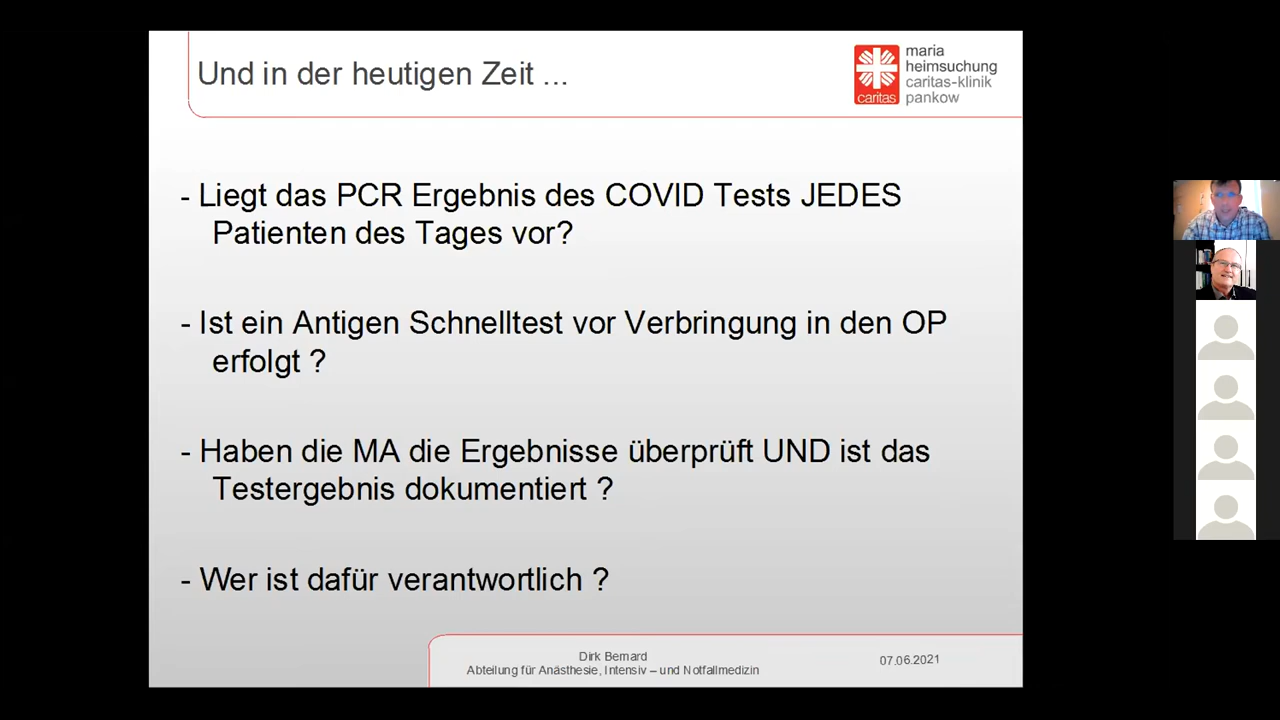 Und in der heutigen Zeit ...
maria
heimsuchung
caritas-klinik
pankow
caritas
- Liegt das PCR Ergebnis des COVID Tests JEDES
Patienten des Tages vor?
- Ist ein Antigen Schnelltest vor Verbringung in den OP
erfolgt ?
- Haben die MA die Ergebnisse überprüft UND ist das
Testergebnis dokumentiert ?
- Wer ist dafür verantwortlich ?
Dirk Bernard
Abteilung für Anästhesie, Intensiv – und Notfallmedizin
07.06.2021